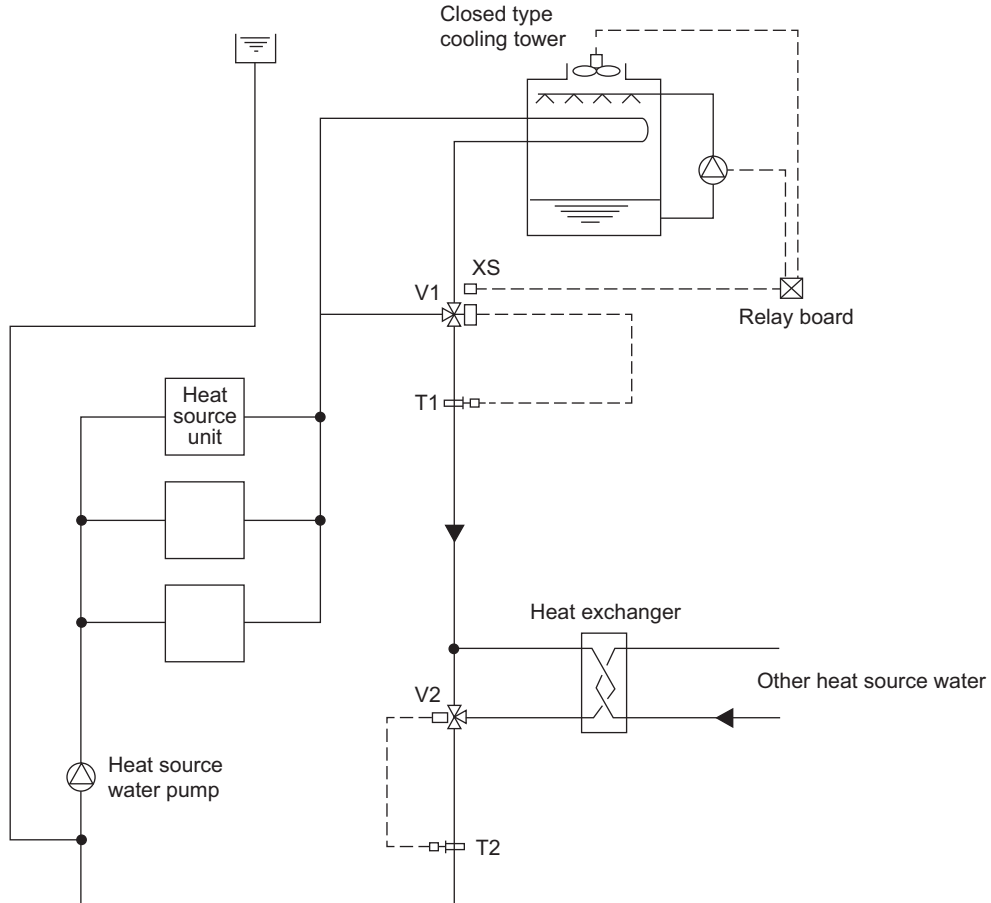 Closed type
cooling tower
XS
V1
Relay board
T1
Heat
source
unit
Heat exchanger
Other heat source water
V2
Heat source
water pump
T2